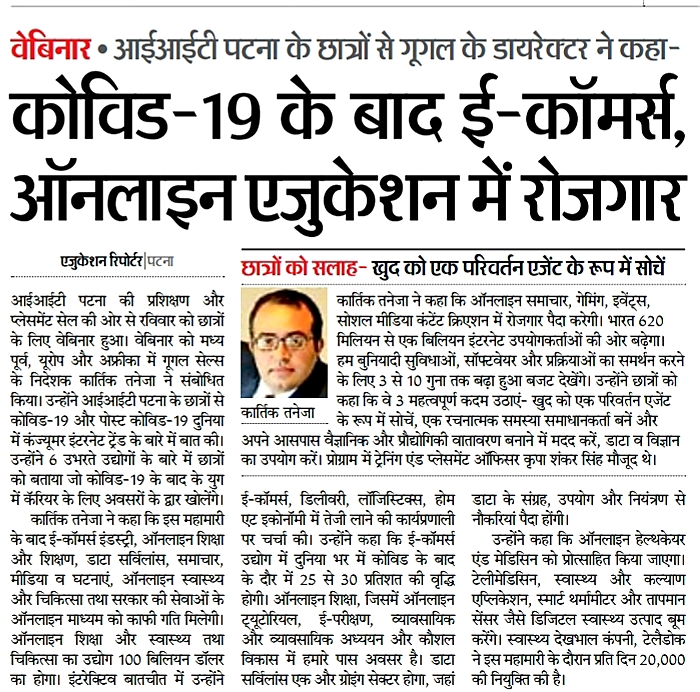 वेबिनार • आईआईटी पटना के छात्रों से गूगल के डायरेक्टर ने कहा-
कोविड-19 के बाद ई-कॉमर्स,
ऑनलाइन एजुकेशन में रोजगार
एजुकेशन रिपोर्टर|पटना
आईआईटी पटना की प्रशिक्षण और
प्लेसमेंट सेल की ओर से रविवार को छात्रों
के लिए वेबिनार हुआ। वेबिनार को मध्य
पूर्व, यूरोप और अफ्रीका में गूगल सेल्स
के निदेशक कार्तिक तनेजा ने संबोधित
किया। उन्होंने आईआईटी पटना के छात्रों से
कोविड-19 और पोस्ट कोविड-19 दुनिया
में कंज्यूमर इंटरनेट ट्रेंड के बारे में बात की।
उन्होंने 6 उभरते उद्योगों के बारे में छात्रों
को बताया जो कोविड-19 के बाद के युग
में कॅरियर के लिए अवसरों के द्वार खोलेंगे।
कार्तिक तनेजा ने कहा कि इस महामारी
के बाद ई-कॉमर्स इंडस्ट्री, ऑनलाइन शिक्षा
और शिक्षण, डाटा सर्विलांस, समाचार,
मीडिया व घटनाएं, ऑनलाइन स्वास्थ्य
और चिकित्सा तथा सरकार की सेवाओं के
ऑनलाइन माध्यम को काफी गति मिलेगी।
ऑनलाइन शिक्षा और स्वास्थ्य तथा
चिकित्सा का उद्योग 100 बिलियन डॉलर
का होगा। इंटरेक्टिव बातचीत में उन्होंने
छात्रों को सलाह- खुद को एक परिवर्तन एजेंट के रूप में सोचें
कार्तिक तनेजा
कार्तिक तनेजा ने कहा कि ऑनलाइन समाचार, गेमिंग, इवेंट्स,
सोशल मीडिया कंटेंट क्रिएशन में रोजगार पैदा करेगी। भारत 620
मिलियन से एक बिलियन इंटरनेट उपयोगकर्ताओं की ओर बढ़ेगा।
हम बुनियादी सुविधाओं, सॉफ्टवेयर और प्रक्रियाओं का समर्थन करने
के लिए 3 से 10 गुना तक बढ़ा हुआ बजट देखेंगे। उन्होंने छात्रों को
कहा कि वे 3 महत्वपूर्ण कदम उठाएं- खुद को एक परिवर्तन एजेंट
के रूप में सोचें, एक रचनात्मक समस्या समाधानकर्ता बनें और
अपने आसपास वैज्ञानिक और प्रौद्योगिकी वातावरण बनाने में मदद करें, डाटा व विज्ञान
का उपयोग करें। प्रोग्राम में ट्रेनिंग एंड प्लेसमेंट ऑफिसर कृपा शंकर सिंह मौजूद थे।
ई-कॉमर्स, डिलीवरी, लॉजिस्टिक्स, होम
एट इकोनॉमी में तेजी लाने की कार्यप्रणाली
पर चर्चा की। उन्होंने कहा कि ई-कॉमर्स
उद्योग में दुनिया भर में कोविड के बाद
के दौर में 25 से 30 प्रतिशत की वृद्धि
होगी। ऑनलाइन शिक्षा, जिसमें ऑनलाइन
ट्यूटोरियल, ई-परीक्षण, व्यावसायिक
और व्यावसायिक अध्ययन और कौशल
विकास में हमारे पास अवसर है। डाटा
सर्विलांस एक और ग्रोइंग सेक्टर होगा, जहां
डाटा के संग्रह, उपयोग और नियंत्रण से
नौकरियां पैदा होंगी।
उन्होंने कहा कि ऑनलाइन हेल्थकेयर
एंड मेडिसिन को प्रोत्साहित किया जाएगा।
टेलीमेडिसिन, स्वास्थ्य और कल्याण
एप्लिकेशन, स्मार्ट थर्मामीटर और तापमान
सेंसर जैसे डिजिटल स्वास्थ्य उत्पाद बूम
करेंगे। स्वास्थ्य देखभाल कंपनी, टेलैडोक
ने इस महामारी के दौरान प्रति दिन 20,000
की नियुक्ति की है।